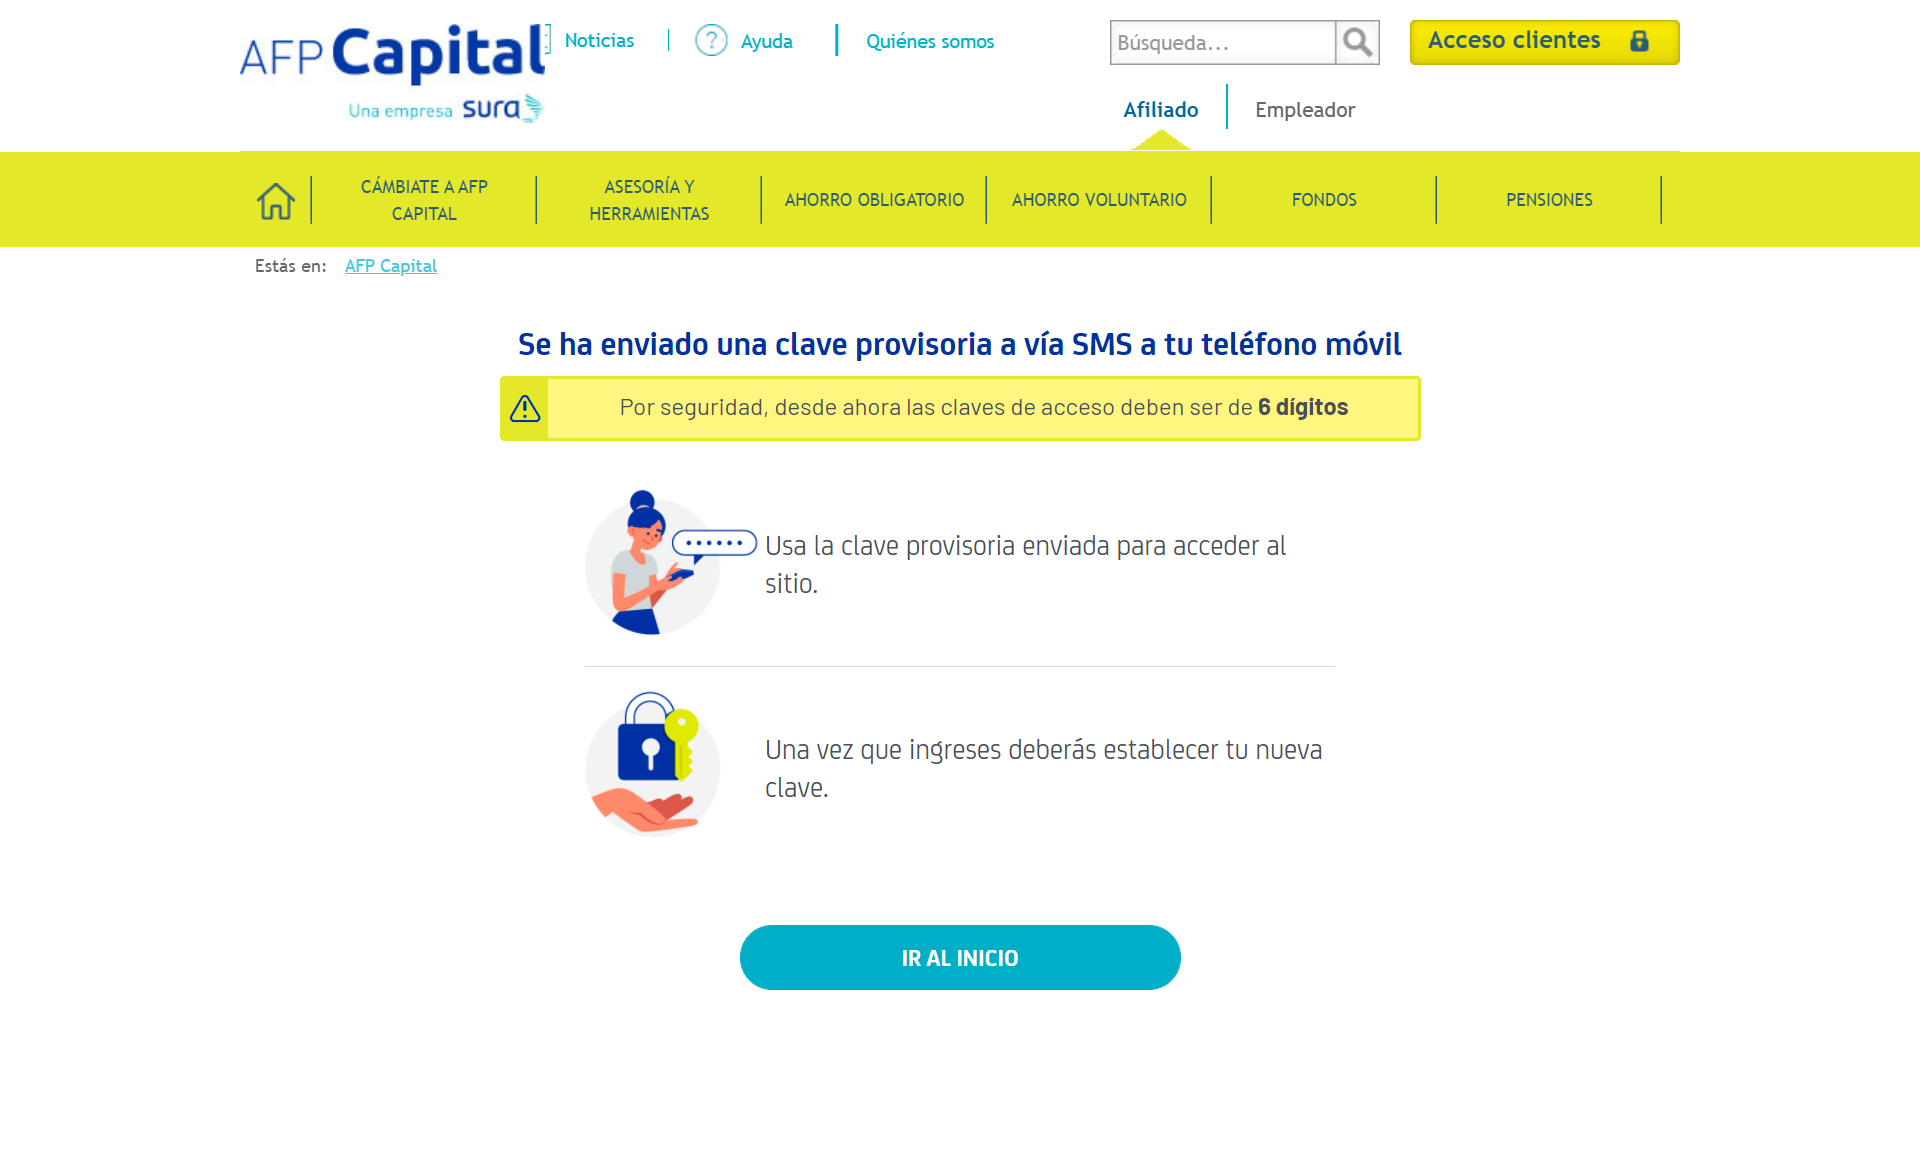 AFP Capital
Una empresa sura
Noticias
? Ayuda
Quiénes somos
Búsqueda...
Acceso clientes
Afiliado
Empleador
CÁMBIATE A AFP
CAPITAL
ASESORÍA Y
HERRAMIENTAS
AHORRO OBLIGATORIO
AHORRO VOLUNTARIO
FONDOS
PENSIONES
Estás en: AFP Capital
Se ha enviado una clave provisoria a vía SMS a tu teléfono móvil
Por seguridad, desde ahora las claves de acceso deben ser de 6 dígitos
Usa la clave provisoria enviada para acceder al
sitio.
Una vez que ingreses deberás establecer tu nueva
clave.
IR AL INICIO